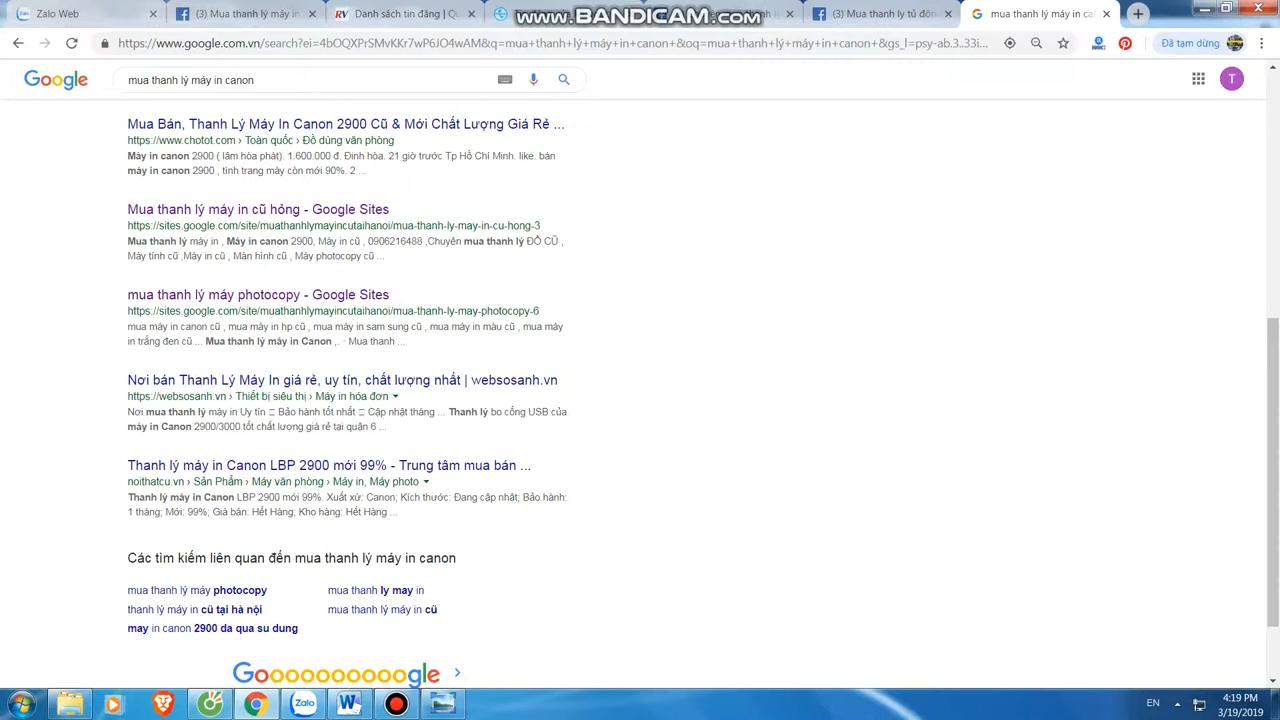 www.BANDICAM.com
Zalo Web
(3) Mua thanh lý máy in
Danh sách tin đăng | Qu
(3) Mua thanh lý tủ đôn
mua thanh lý máy in ca
https://www.google.com.vn/search?ei=4bOQXPrSMvKKr7wP6JO4wAM&q=mua+thanh+lý+máy+in+canon+&oq=mua+thanh+lý+máy+in+canon+&gs_l=psy-ab.3..33i...
Đã tạm dừng
Google
mua thanh lý máy in canon
T
Mua Bán, Thanh Lý Máy In Canon 2900 Cũ & Mới Chất Lượng Giá Rẻ ...
https://www.chotot.com › Toàn quốc › Đồ dùng văn phòng
Máy in canon 2900 ( lâm hòa phát). 1.600.000 đ. Đinh hòa. 21 giờ trước Tp Hồ Chí Minh. like. bán
máy in canon 2900 , tình trạng máy còn mới 90%. 2 ...
Mua thanh lý máy in cũ hỏng - Google Sites
https://sites.google.com/site/muathanhlymayincutaihanoi/mua-thanh-ly-may-in-cu-hong-3
Mua thanh lý máy in , Máy in canon 2900, Máy in cũ , 0906216488 ,Chuyên mua thanh lý ĐỒ CŨ ,
Máy tính cũ ,Máy in cũ , Màn hình cũ , Máy photocopy cũ ...
mua thanh lý máy photocopy - Google Sites
https://sites.google.com/site/muathanhlymayincutaihanoi/mua-thanh-ly-may-photocopy-6
mua máy in canon cũ , mua máy in hp cũ , mua máy in sam sung cũ , mua máy in màu cũ , mua máy
in trắng đen cũ ... Mua thanh lý máy in Canon ,. · Mua thanh ...
Nơi bán Thanh Lý Máy In giá rẻ, uy tín, chất lượng nhất | websosanh.vn
https://websosanh.vn › Thiết bị siêu thị › Máy in hóa đơn
Nơi mua thanh lý máy in Uy tín □ Bảo hành tốt nhất □ Cập nhật tháng ... Thanh lý bo cổng USB của
máy in Canon 2900/3000 tốt chất lượng giá rẻ tại quận 6 ...
Thanh lý máy in Canon LBP 2900 mới 99% - Trung tâm mua bán ...
noithatcu.vn › Sản Phẩm › Máy văn phòng › Máy in, Máy photo
Thanh lý máy in Canon LBP 2900 mới 99%. Xuất xứ: Canon; Kích thước: Đang cập nhật; Bảo hành:
1 tháng; Mới: 99%; Giá bán: Hết Hàng; Kho hàng: Hết Hàng ...
Các tìm kiếm liên quan đến mua thanh lý máy in canon
mua thanh lý máy photocopy
mua thanh ly may in
thanh lý máy in cũ tại hà nội
mua thanh lý máy in cũ
may in canon 2900 da qua su dung
Goooooooooogle
Zalo
EN
4:19 PM
3/19/2019